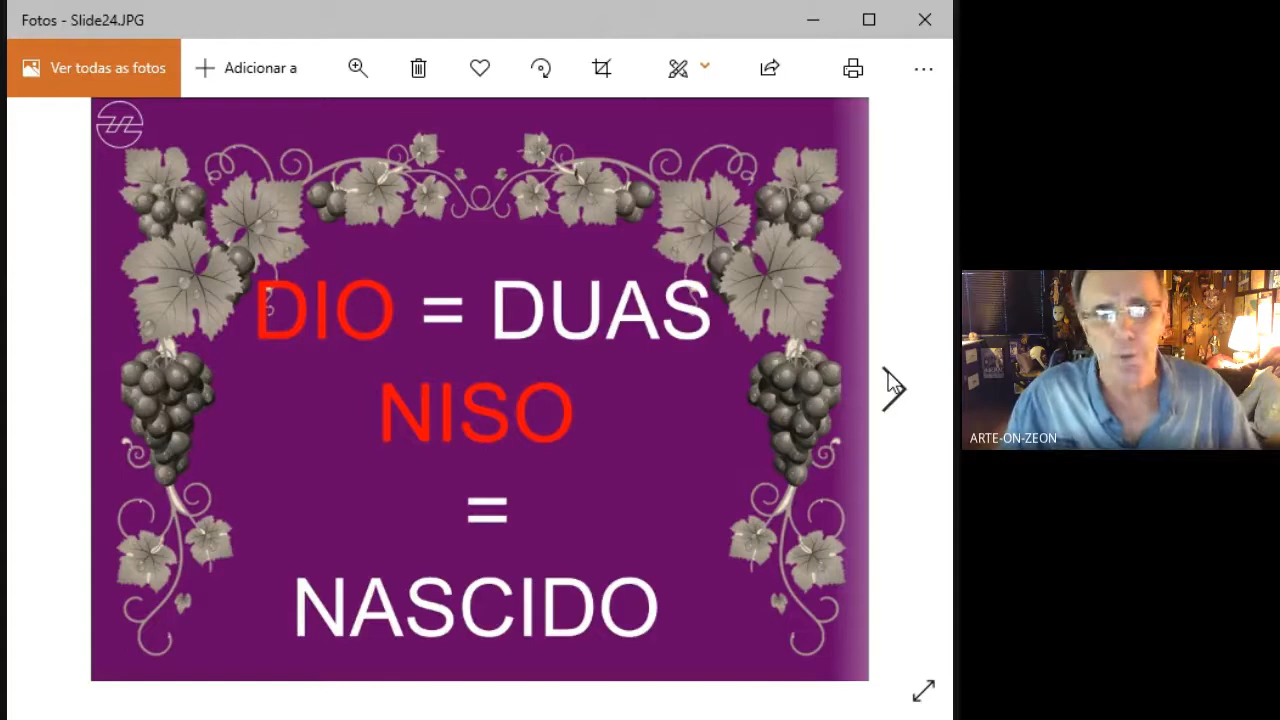 Fotos - Slide24.JPG
Ver todas as fotos
Adicionar a
DIO = DUAS
NISO
=
NASCIDO
ARTE-ON-ZEON